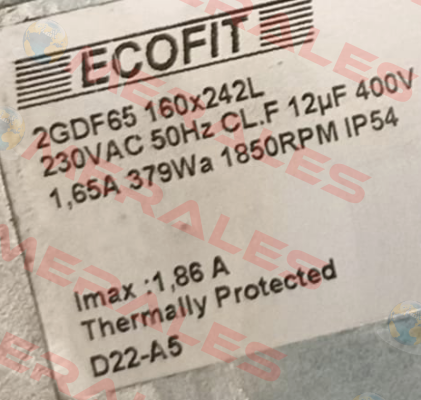 ECOFIT
2GDF65 160x242L
230VAC 50Hz CL.F 12µF 400V
1,65A 379Wa 1850RPM IP54
Imax :1,86 A
Thermally Protected
D22-A5